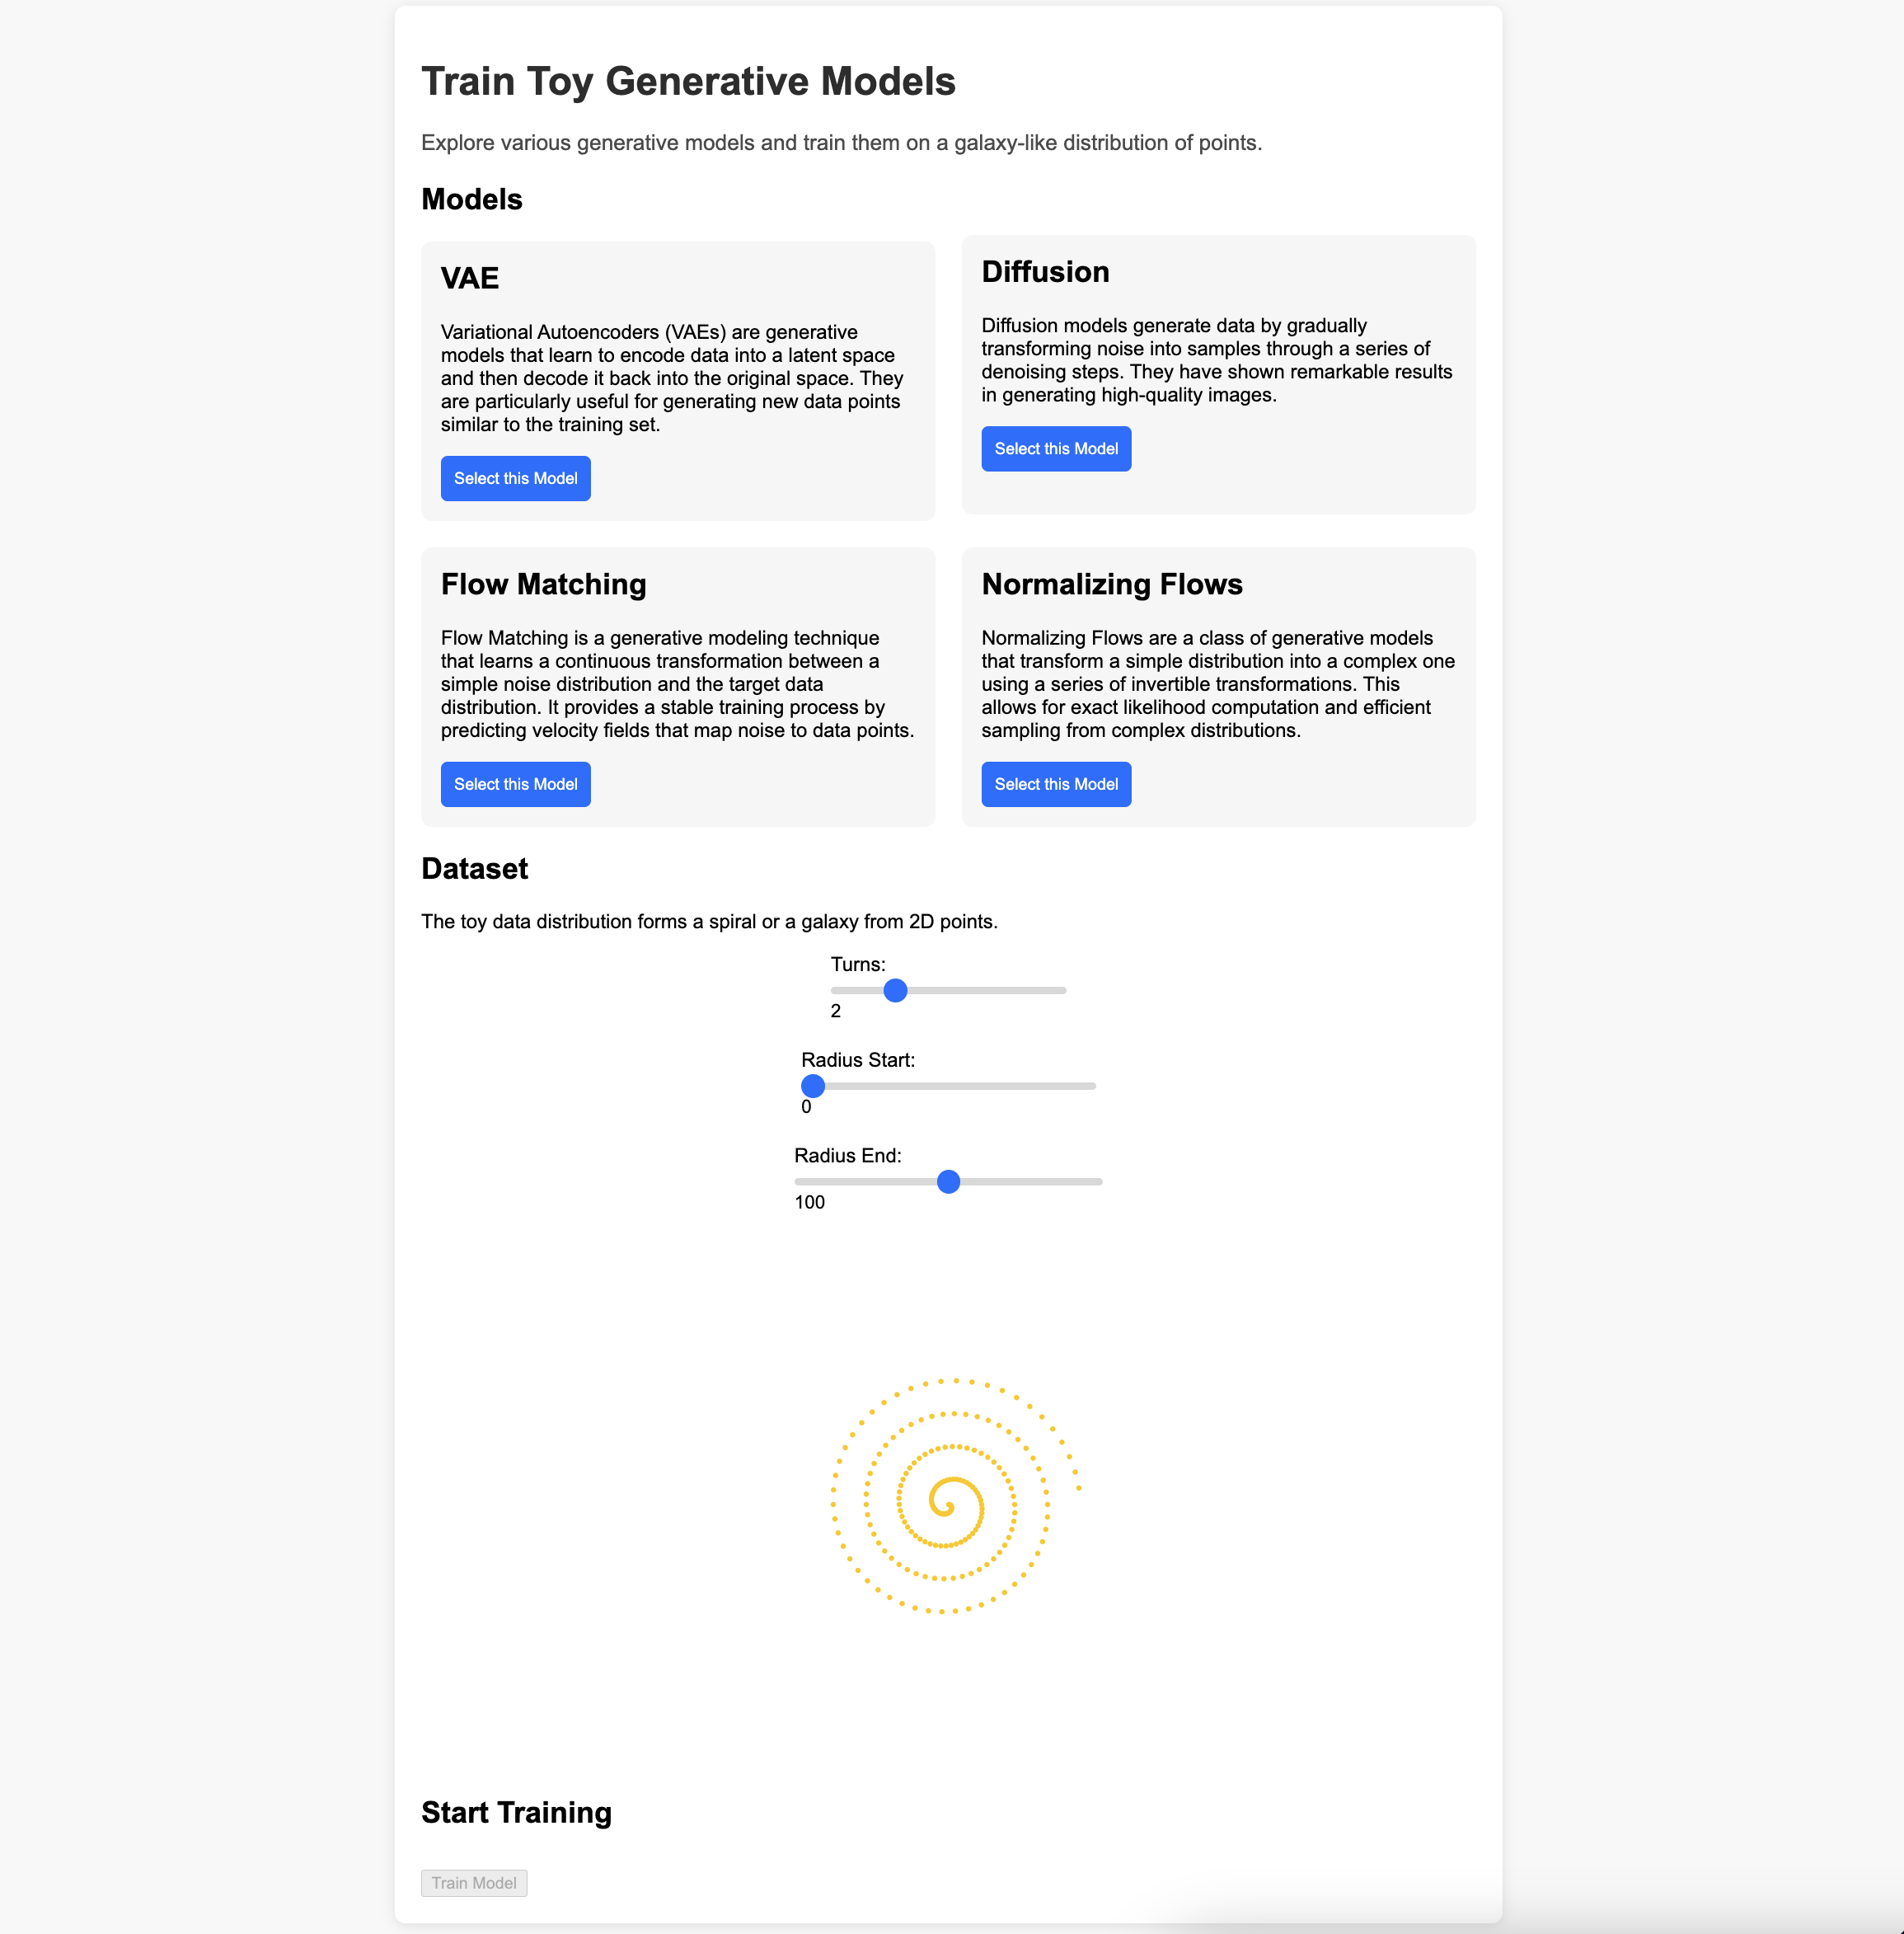 Train Toy Generative Models
Explore various generative models and train them on a galaxy-like distribution of points.
Models
VAE
Variational Autoencoders (VAEs) are generative
models that learn to encode data into a latent space
and then decode it back into the original space. They
are particularly useful for generating new data points
similar to the training set.
Select this Model
Diffusion
Diffusion models generate data by gradually
transforming noise into samples through a series of
denoising steps. They have shown remarkable results
in generating high-quality images.
Select this Model
Flow Matching
Flow Matching is a generative modeling technique
that learns a continuous transformation between a
simple noise distribution and the target data
distribution. It provides a stable training process by
predicting velocity fields that map noise to data points.
Select this Model
Normalizing Flows
Normalizing Flows are a class of generative models
that transform a simple distribution into a complex one
using a series of invertible transformations. This
allows for exact likelihood computation and efficient
sampling from complex distributions.
Select this Model
Dataset
The toy data distribution forms a spiral or a galaxy from 2D points.
Turns:
2
Radius Start:
0
Radius End:
100
Start Training
Train Model